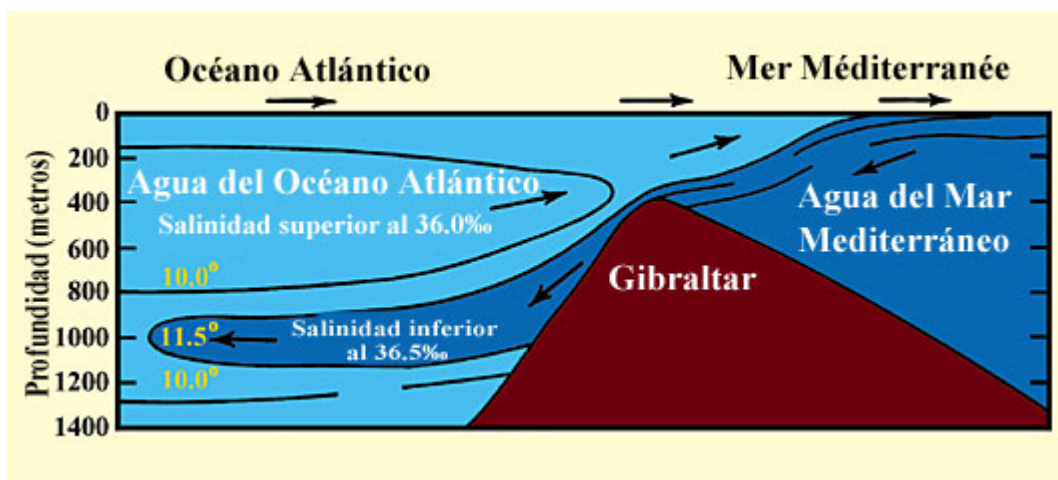 Océano Atlántico
Mer Méditerranée
Profundidad (metros)
0
200
400
600
800
1000
1200
1400
Agua del Océano Atlántico
Salinidad superior al 36.0‰
10.0°
11.5°
10.0°
Salinidad inferior
al 36.5‰
Gibraltar
Agua del Mar
Mediterráneo